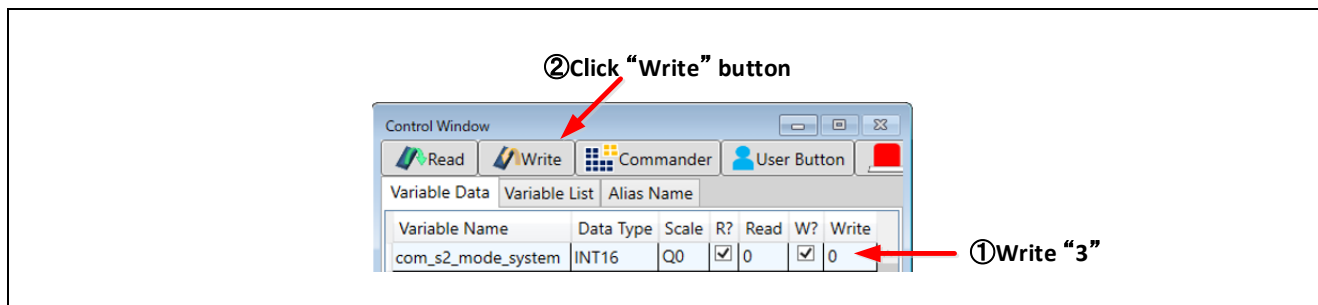 ②Click “Write” button
Control Window
Read Write Commander User Button
Variable Data Variable List Alias Name
Variable Name Data Type Scale R? Read W? Write
com_s2_mode_system INT16 Q0 0 0
①Write “3”